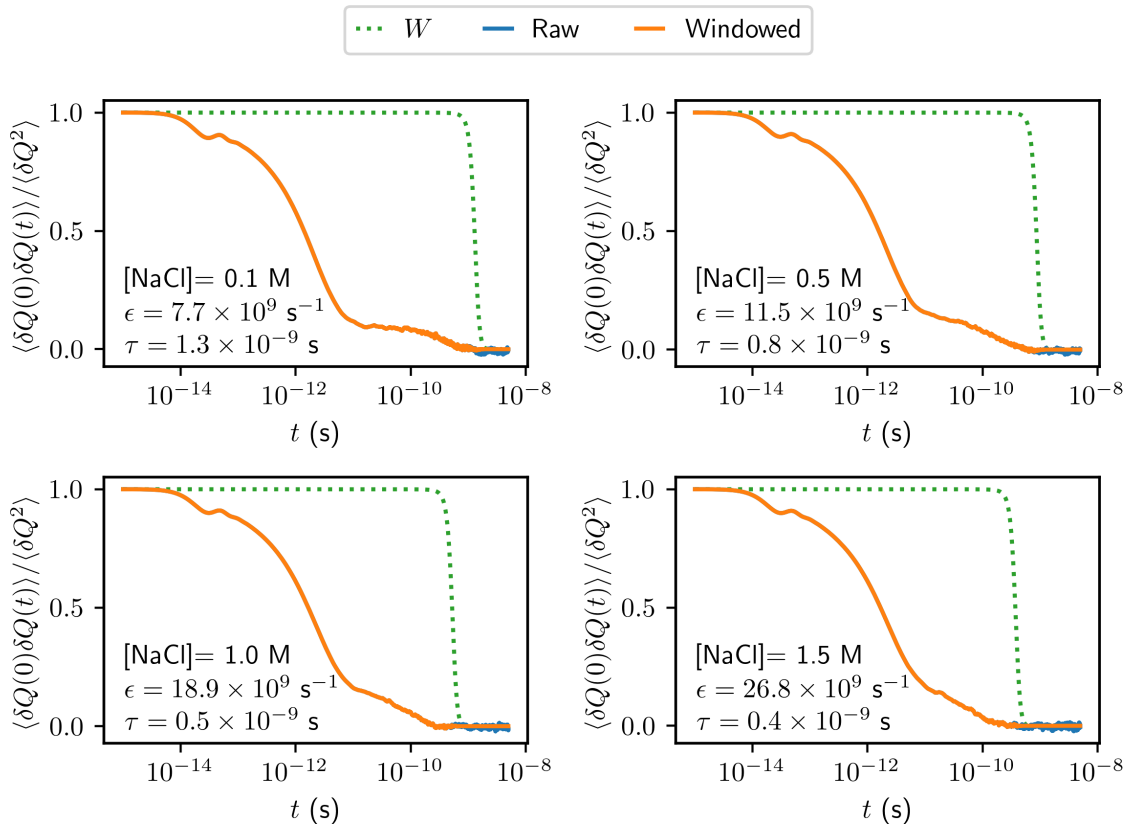 W Raw Windowed
⟨δQ(0)δQ(t)⟩/⟨δQ²⟩
1.0
0.5
0.0
[NaCl]= 0.1 M
ϵ = 7.7 × 10⁹ s⁻¹
τ = 1.3 × 10⁻⁹ s
10⁻¹⁴ 10⁻¹² 10⁻¹⁰ 10⁻⁸
t (s)
⟨δQ(0)δQ(t)⟩/⟨δQ²⟩
1.0
0.5
0.0
[NaCl]= 0.5 M
ϵ = 11.5 × 10⁹ s⁻¹
τ = 0.8 × 10⁻⁹ s
10⁻¹⁴ 10⁻¹² 10⁻¹⁰ 10⁻⁸
t (s)
⟨δQ(0)δQ(t)⟩/⟨δQ²⟩
1.0
0.5
0.0
[NaCl]= 1.0 M
ϵ = 18.9 × 10⁹ s⁻¹
τ = 0.5 × 10⁻⁹ s
10⁻¹⁴ 10⁻¹² 10⁻¹⁰ 10⁻⁸
t (s)
⟨δQ(0)δQ(t)⟩/⟨δQ²⟩
1.0
0.5
0.0
[NaCl]= 1.5 M
ϵ = 26.8 × 10⁹ s⁻¹
τ = 0.4 × 10⁻⁹ s
10⁻¹⁴ 10⁻¹² 10⁻¹⁰ 10⁻⁸
t (s)